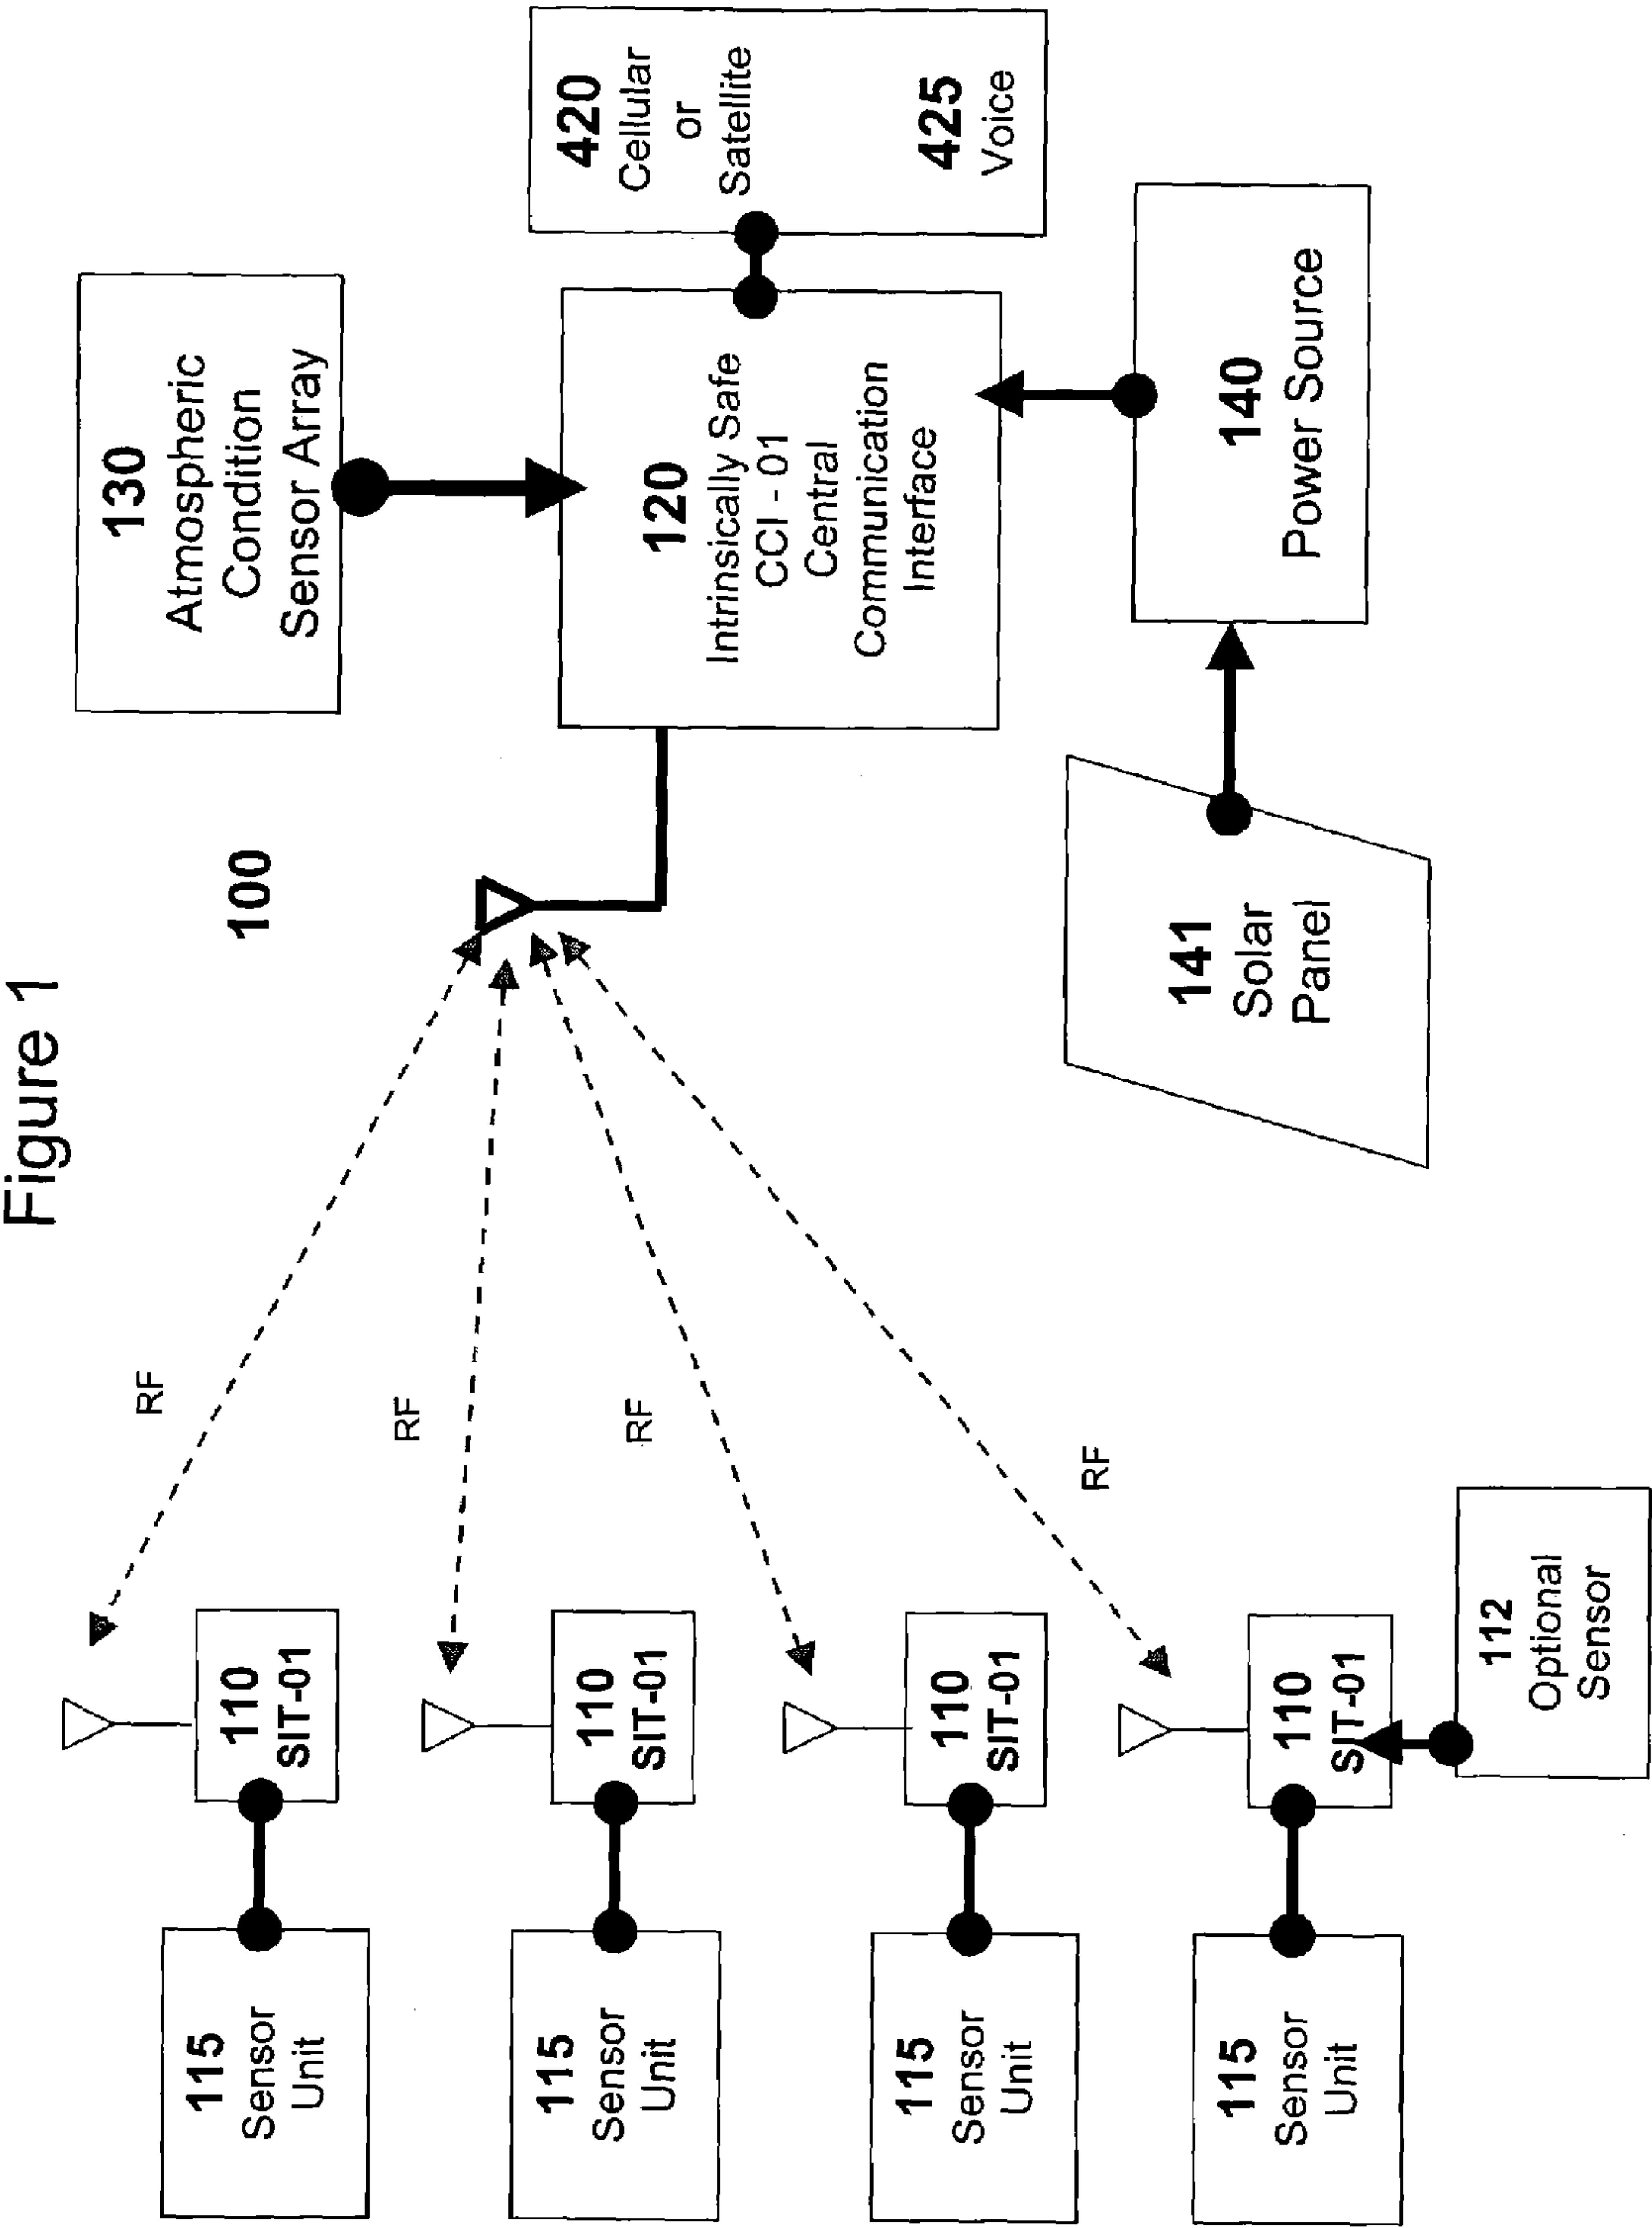 Figure 1
100
115
Sensor
Unit
110
SIT-01
RF
115
Sensor
Unit
110
SIT-01
RF
115
Sensor
Unit
110
SIT-01
RF
115
Sensor
Unit
110
SIT-01
RF
112
Optional
Sensor
130
Atmospheric
Condition
Sensor Array
120
Intrinsically Safe
CCI - 01
Central
Communication
Interface
420
Cellular
or
Satellite
425
Voice
140
Power Source
141
Solar
Panel